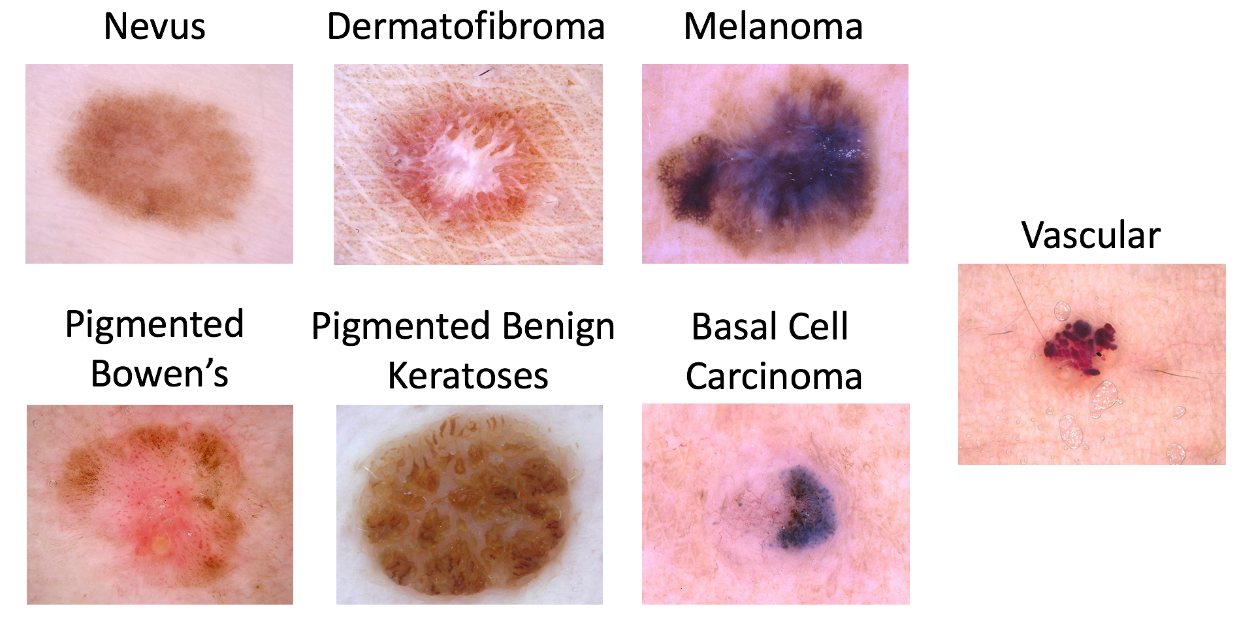 Nevus
Dermatofibroma
Melanoma
Vascular
Pigmented
Bowen’s
Pigmented Benign
Keratoses
Basal Cell
Carcinoma